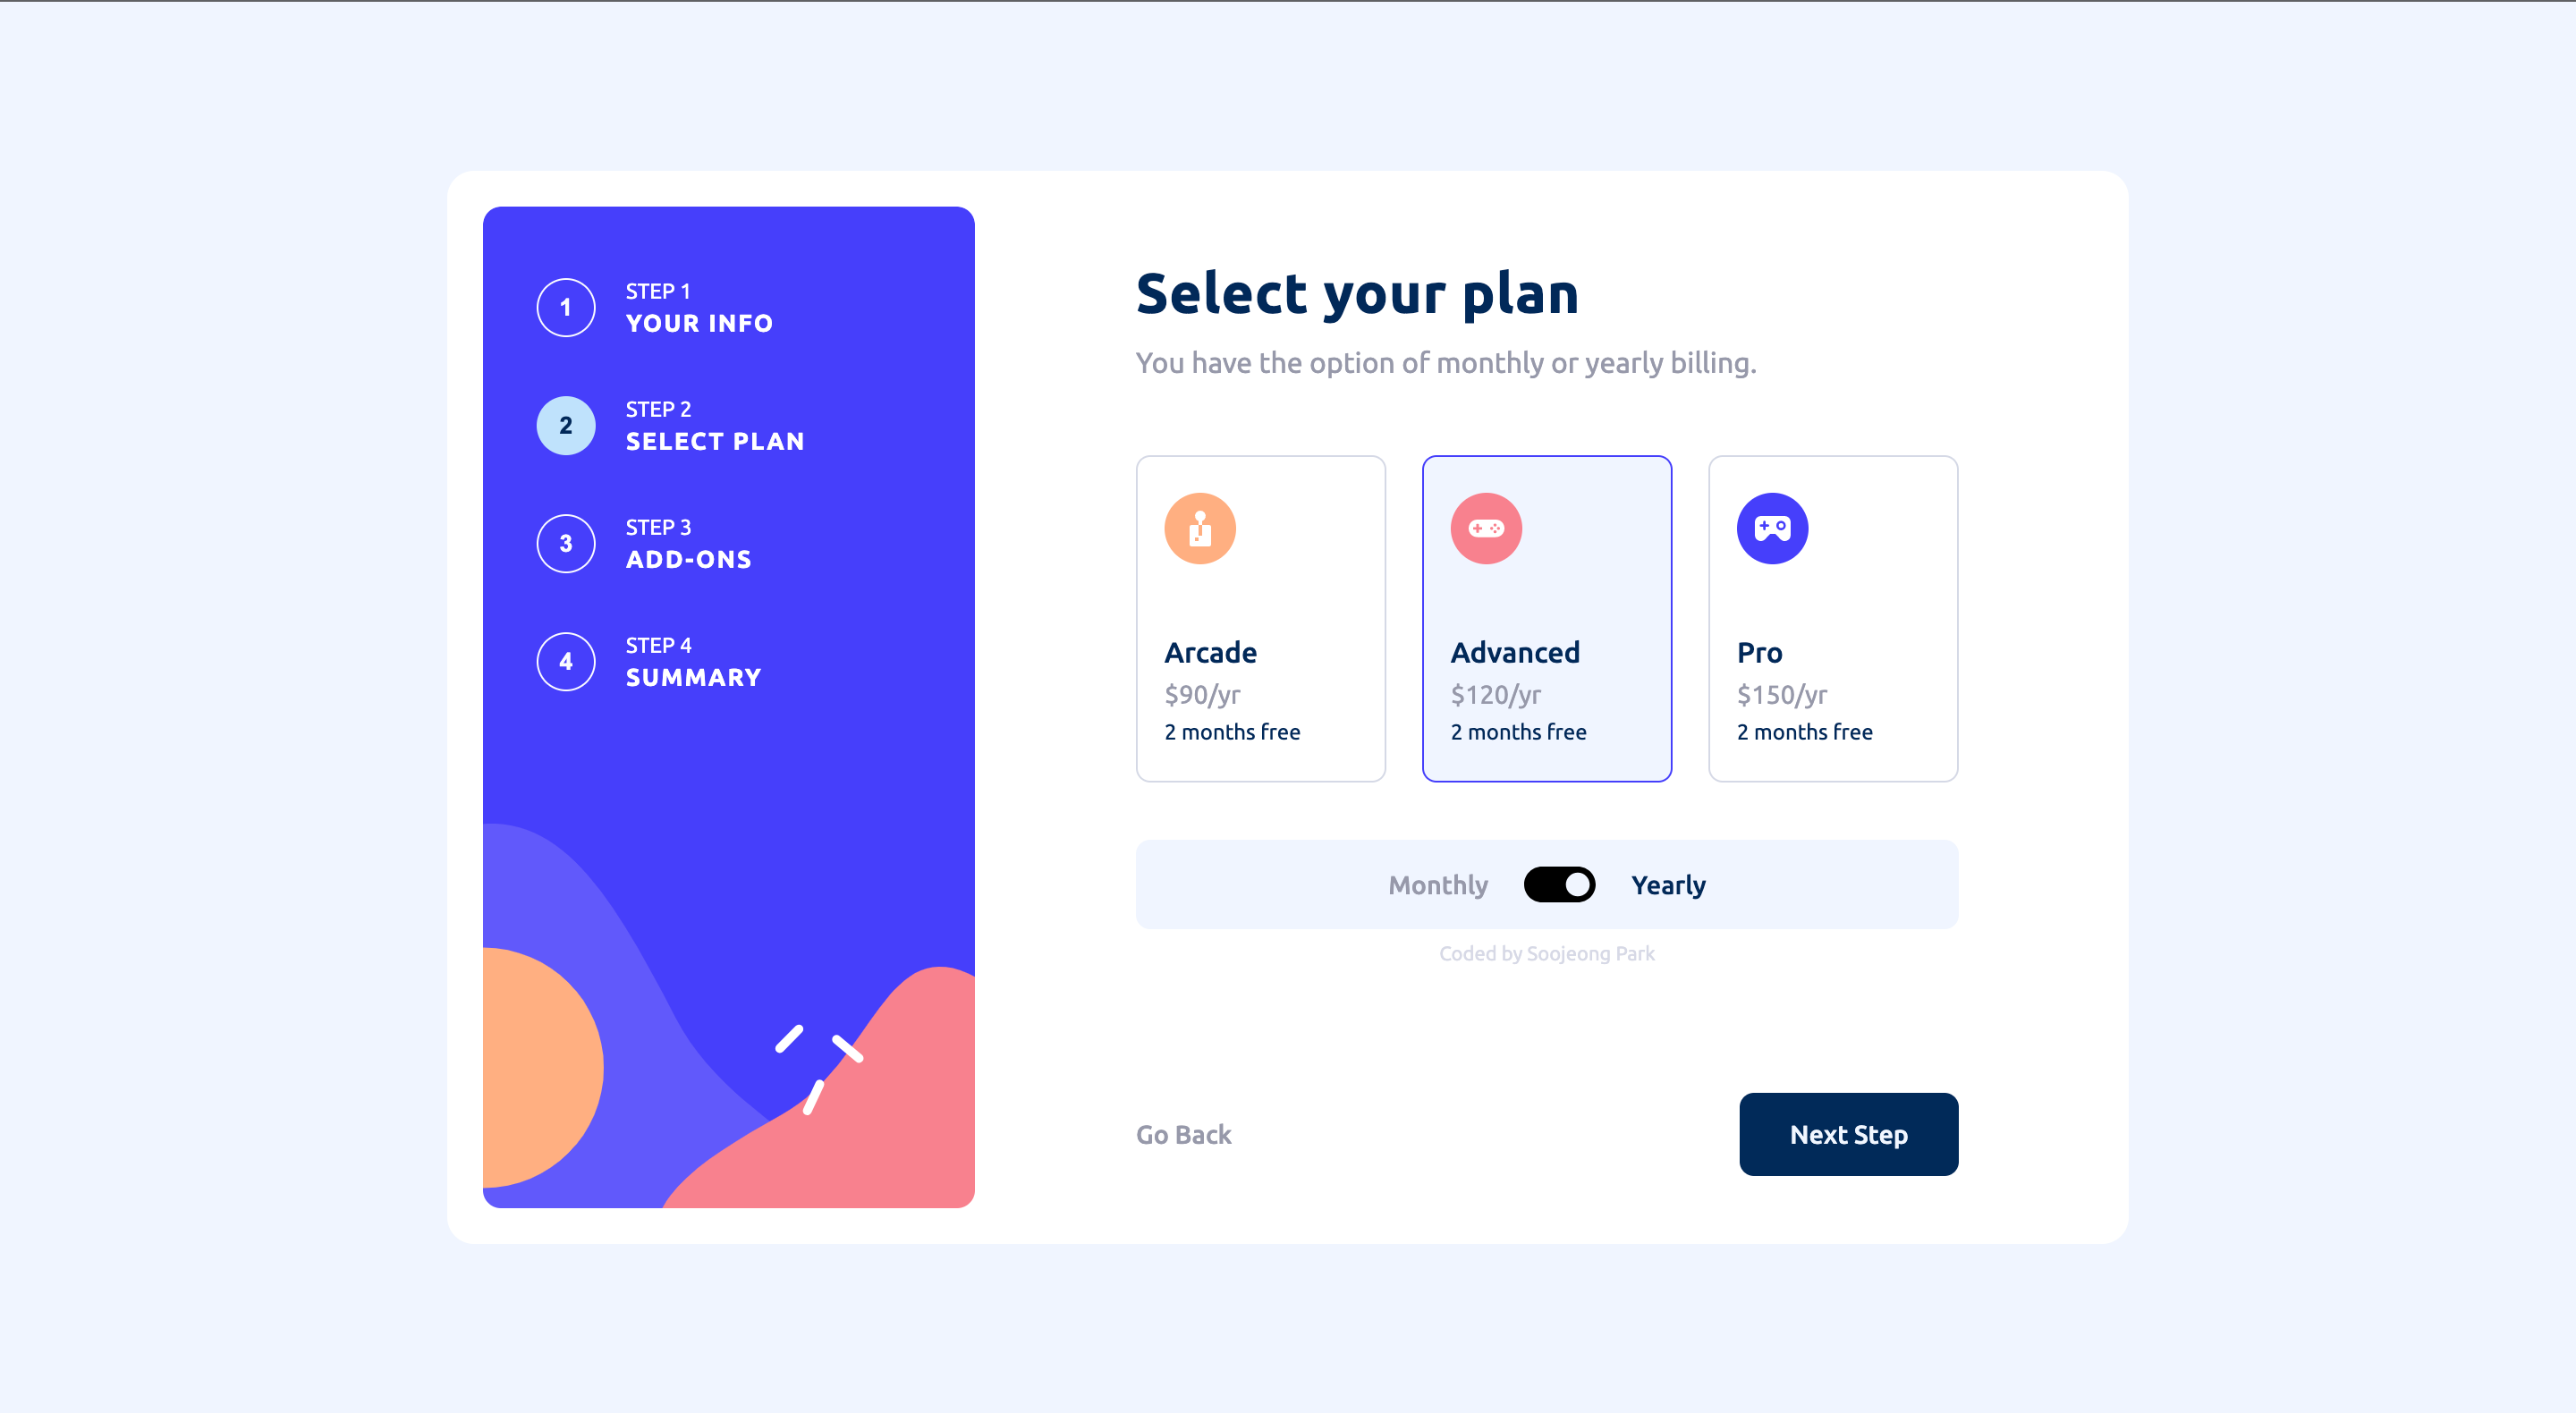 1
STEP 1
YOUR INFO
2
STEP 2
SELECT PLAN
3
STEP 3
ADD-ONS
4
STEP 4
SUMMARY
Select your plan
You have the option of monthly or yearly billing.
Arcade
$90/yr
2 months free
Advanced
$120/yr
2 months free
Pro
$150/yr
2 months free
Monthly Yearly
Coded by Soojeong Park
Go Back
Next Step